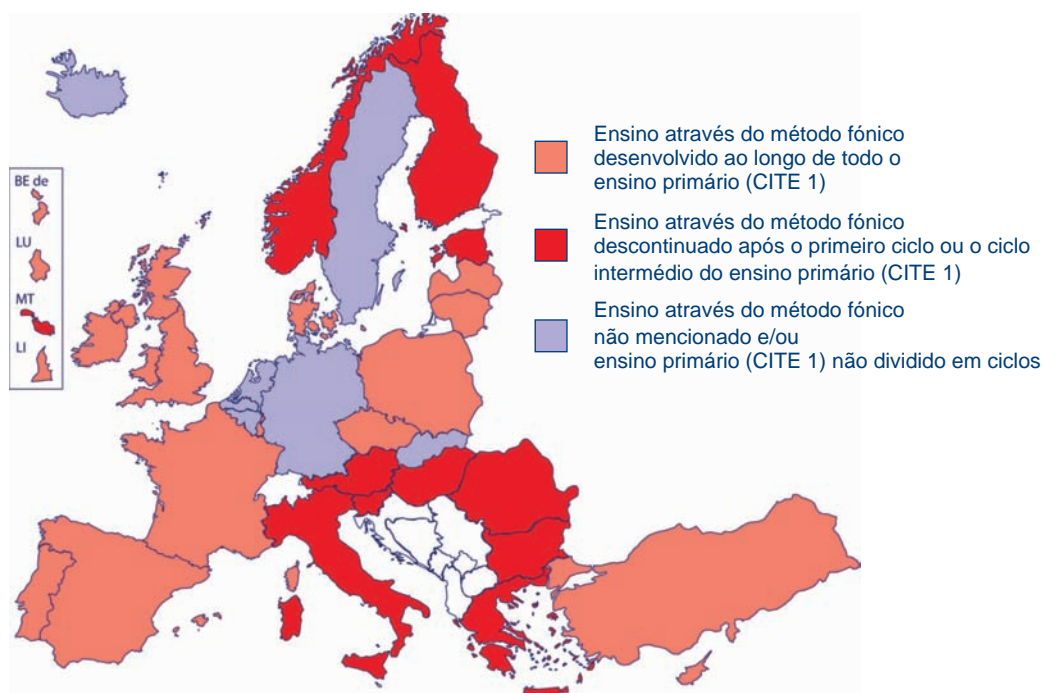 Ensino através do método fónico
desenvolvido ao longo de todo o
ensino primário (CITE 1)
BE de
LU
MT
LI
Ensino através do método fónico
descontinuado após o primeiro ciclo ou o ciclo
intermédio do ensino primário (CITE 1)
Ensino através do método fónico
não mencionado e/ou
ensino primário (CITE 1) não dividido em ciclos